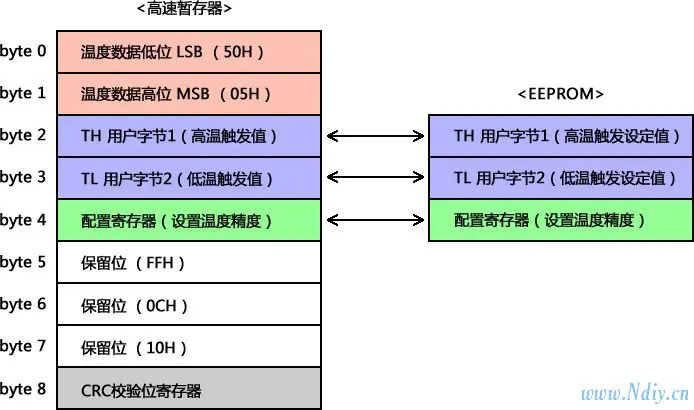 <高速暂存器>
byte 0 温度数据低位 LSB （50H）
byte 1 温度数据高位 MSB （05H）
<EEPROM>
byte 2 TH 用户字节1（高温触发值） TH 用户字节1（高温触发设定值）
byte 3 TL 用户字节2（低温触发值） TL 用户字节2（低温触发设定值）
byte 4 配置寄存器（设置温度精度） 配置寄存器（设置温度精度）
byte 5 保留位 （FFH）
byte 6 保留位 （0CH）
byte 7 保留位 （10H）
byte 8 CRC校验位寄存器
www.Ndiy.cn